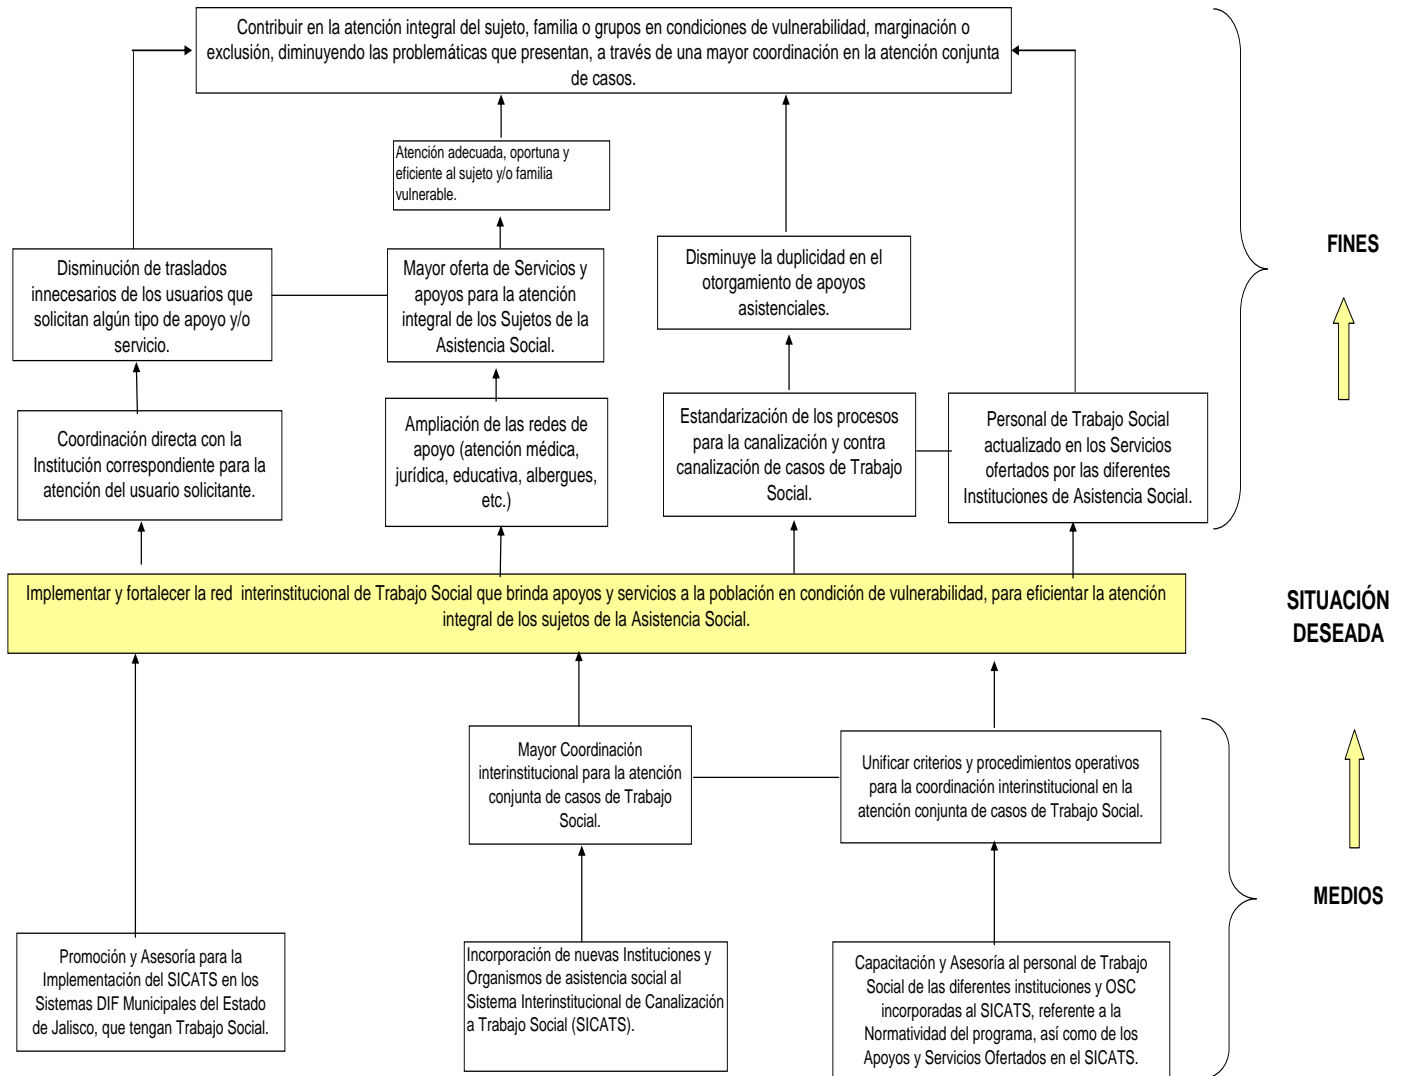 Contribuir en la atención integral del sujeto, familia o grupos en condiciones de vulnerabilidad, marginación o
exclusión, diminuyendo las problemáticas que presentan, a través de una mayor coordinación en la atención conjunta
de casos.
Atención adecuada, oportuna y
eficiente al sujeto y/o familia
vulnerable.
Disminución de traslados
innecesarios de los usuarios que
solicitan algún tipo de apoyo y/o
servicio.
Mayor oferta de Servicios y
apoyos para la atención
integral de los Sujetos de la
Asistencia Social.
Disminuye la duplicidad en el
otorgamiento de apoyos
asistenciales.
FINES
Coordinación directa con la
Institución correspondiente para la
atención del usuario solicitante.
Ampliación de las redes de
apoyo (atención médica,
jurídica, educativa, albergues,
etc.)
Estandarización de los procesos
para la canalización y contra
canalización de casos de Trabajo
Social.
Personal de Trabajo Social
actualizado en los Servicios
ofertados por las diferentes
Instituciones de Asistencia Social.
Implementar y fortalecer la red interinstitucional de Trabajo Social que brinda apoyos y servicios a la población en condición de vulnerabilidad, para eficientar la atención
integral de los sujetos de la Asistencia Social.
SITUACIÓN
DESEADA
Mayor Coordinación
interinstitucional para la atención
conjunta de casos de Trabajo
Social.
Unificar criterios y procedimientos operativos
para la coordinación interinstitucional en la
atención conjunta de casos de Trabajo Social.
MEDIOS
Promoción y Asesoría para la
Implementación del SICATS en los
Sistemas DIF Municipales del Estado
de Jalisco, que tengan Trabajo Social.
Incorporación de nuevas Instituciones y
Organismos de asistencia social al
Sistema Interinstitucional de Canalización
a Trabajo Social (SICATS).
Capacitación y Asesoría al personal de Trabajo
Social de las diferentes instituciones y OSC
incorporadas al SICATS, referente a la
Normatividad del programa, así como de los
Apoyos y Servicios Ofertados en el SICATS.